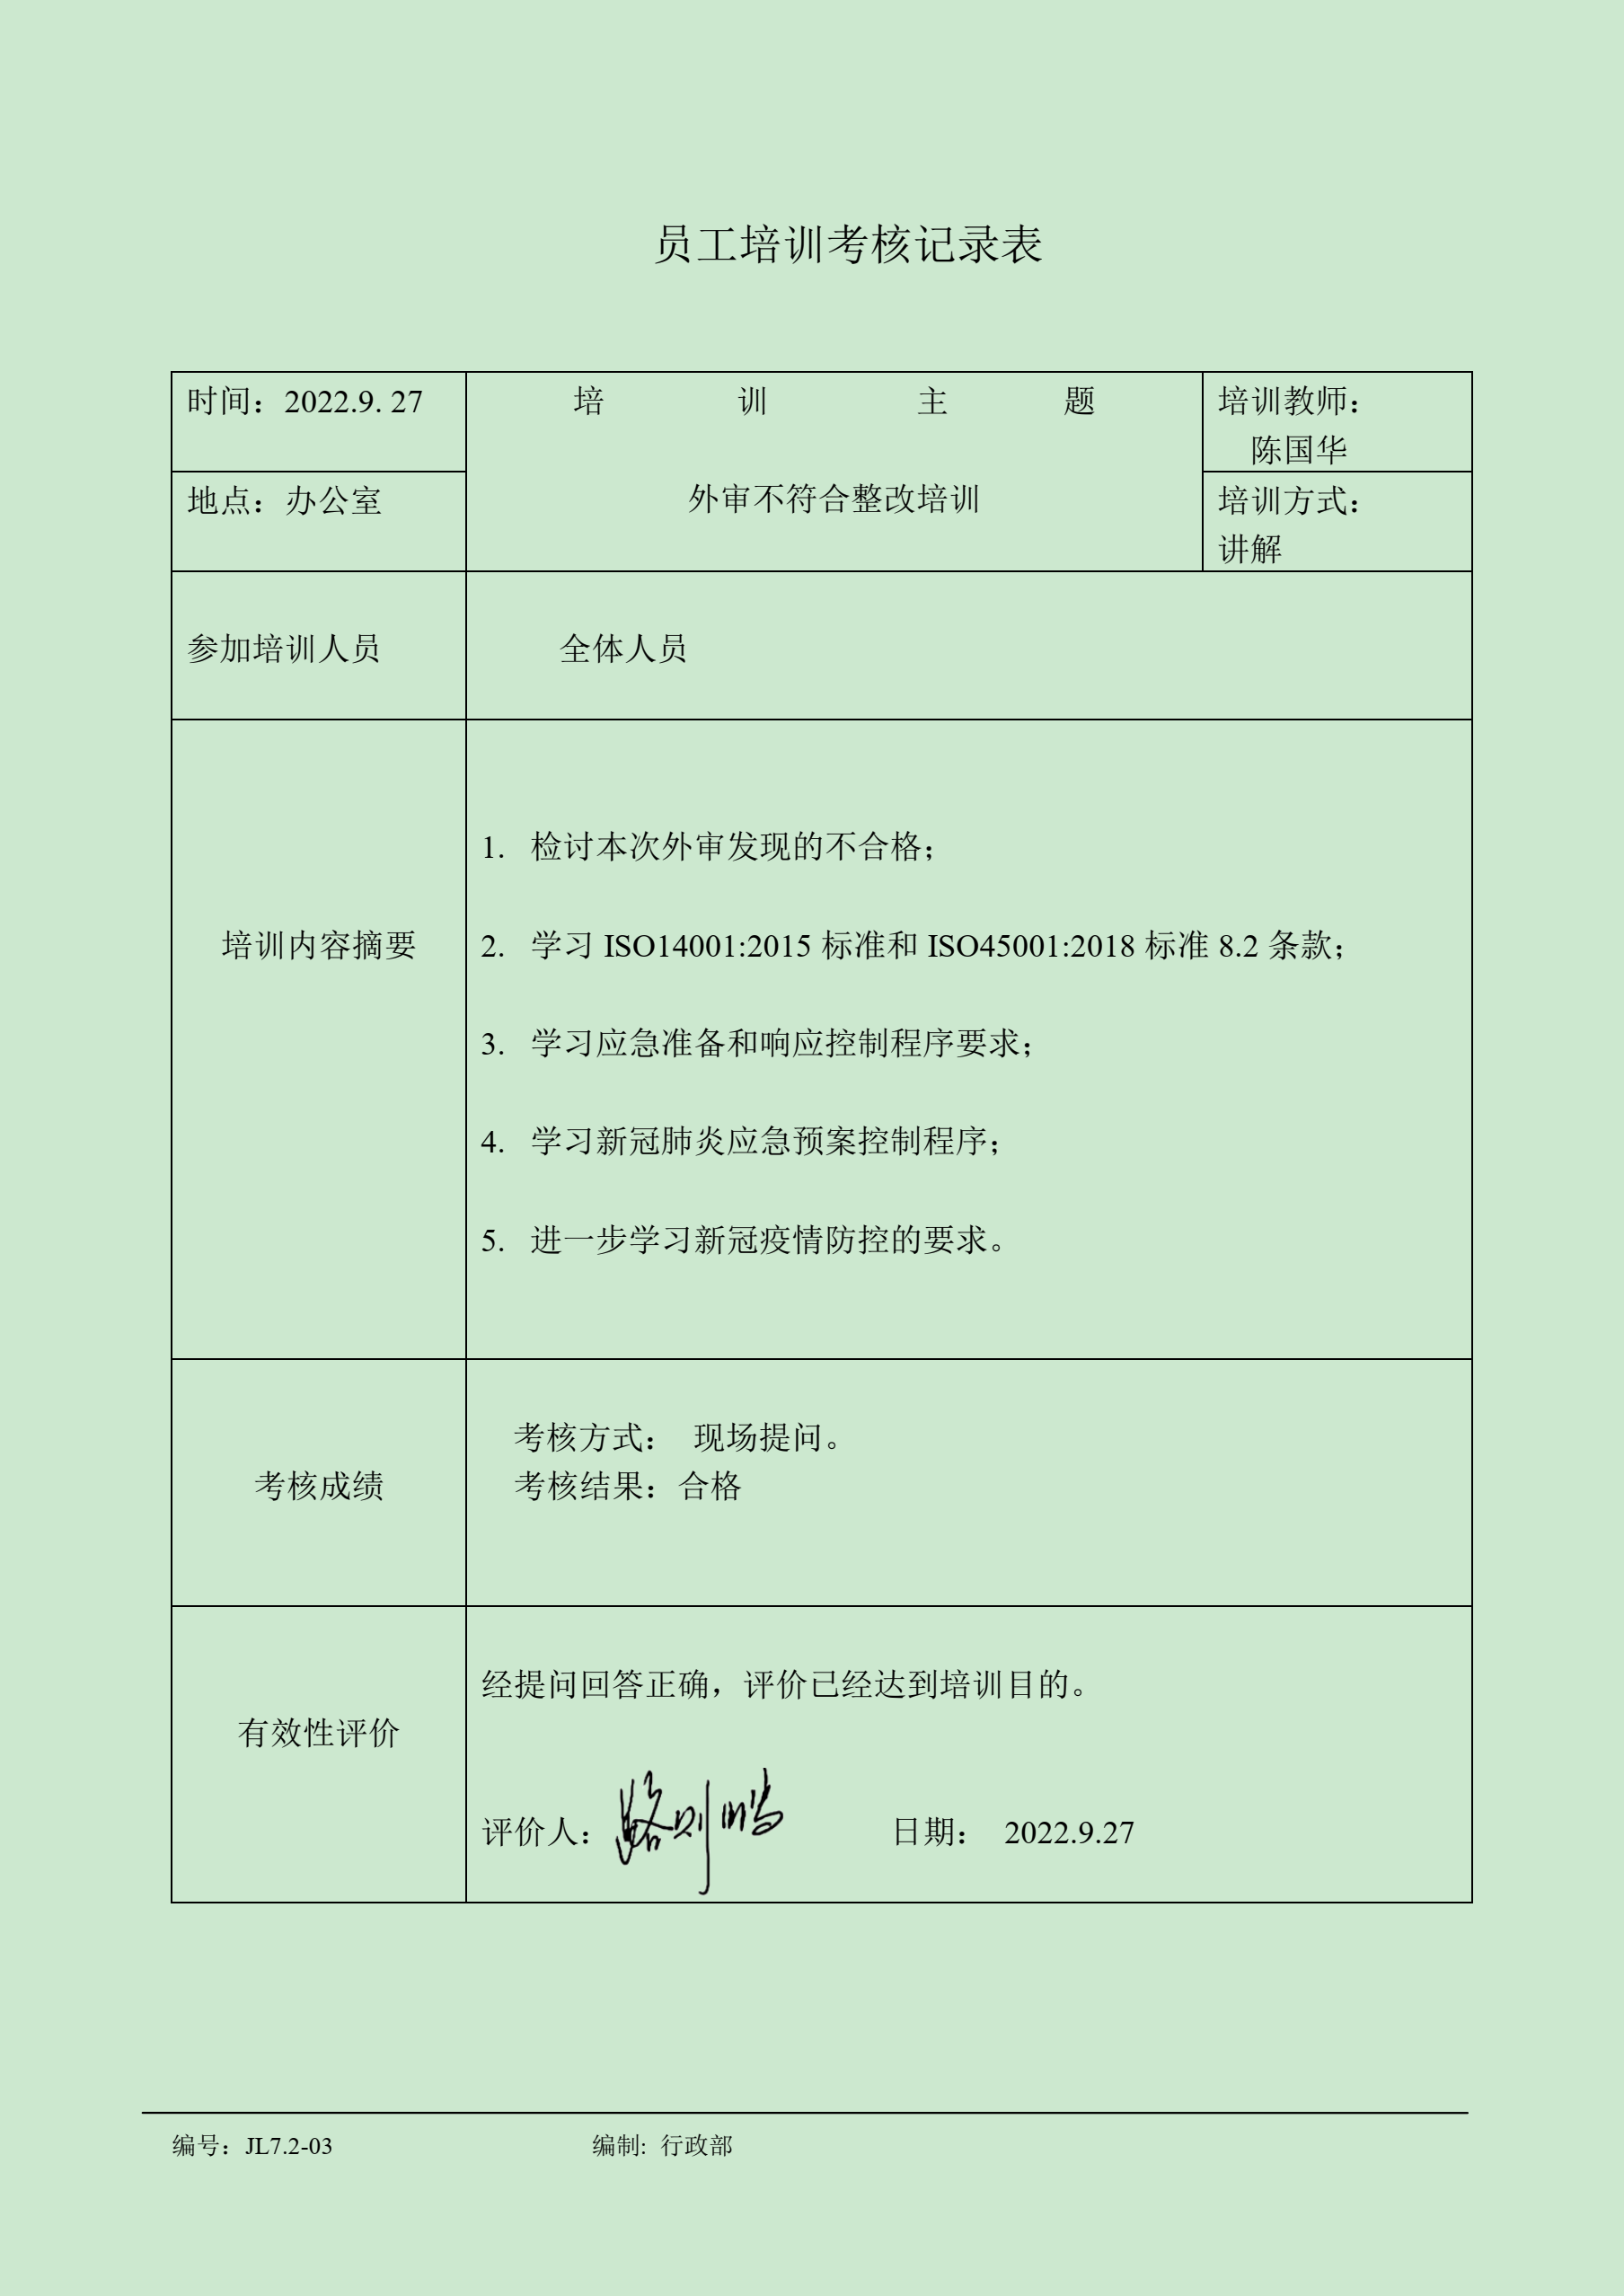 员工培训考核记录表
时间：2022.9. 27
培 训 主 题
外审不符合整改培训
培训教师：
陈国华
地点：办公室
培训方式：
讲解
参加培训人员
全体人员
培训内容摘要
1. 检讨本次外审发现的不合格；
2. 学习 ISO14001:2015 标准和 ISO45001:2018 标准 8.2 条款；
3. 学习应急准备和响应控制程序要求；
4. 学习新冠肺炎应急预案控制程序；
5. 进一步学习新冠疫情防控的要求。
考核成绩
考核方式： 现场提问。
考核结果：合格
有效性评价
经提问回答正确，评价已经达到培训目的。
评价人： 日期： 2022.9.27
编号：JL7.2-03 编制: 行政部